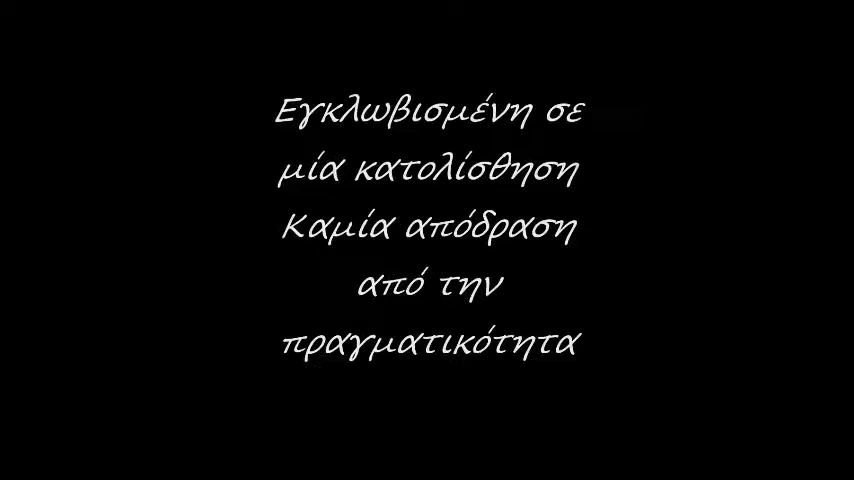 Εγκλωβισμένη σε
μία κατολίσθηση
Καμία απόδραση
από την
πραγματικότητα